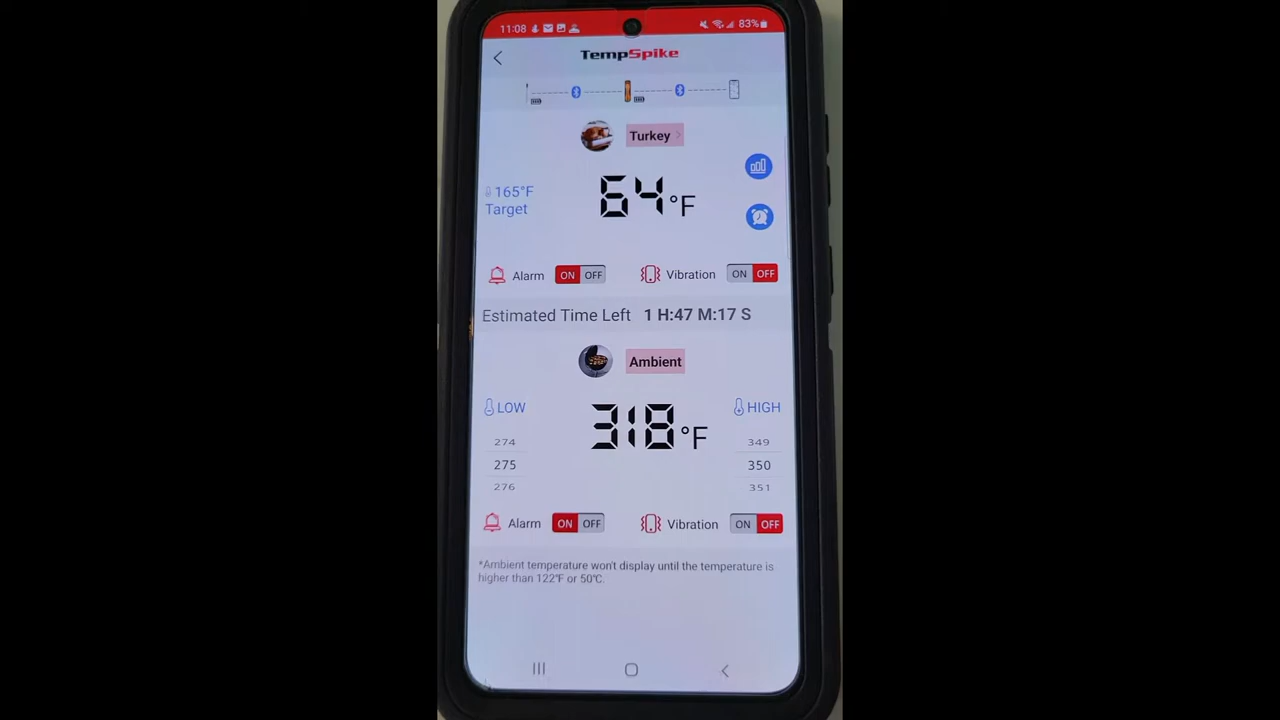 11:08
83%
TempSpike
Turkey
165°F
Target
64°F
Alarm ON OFF
Vibration ON OFF
Estimated Time Left 1 H:47 M:17 S
Ambient
LOW
318°F
HIGH
274
275
276
349
350
351
Alarm ON OFF
Vibration ON OFF
*Ambient temperature won't display until the temperature is
higher than 122°F or 50°C.